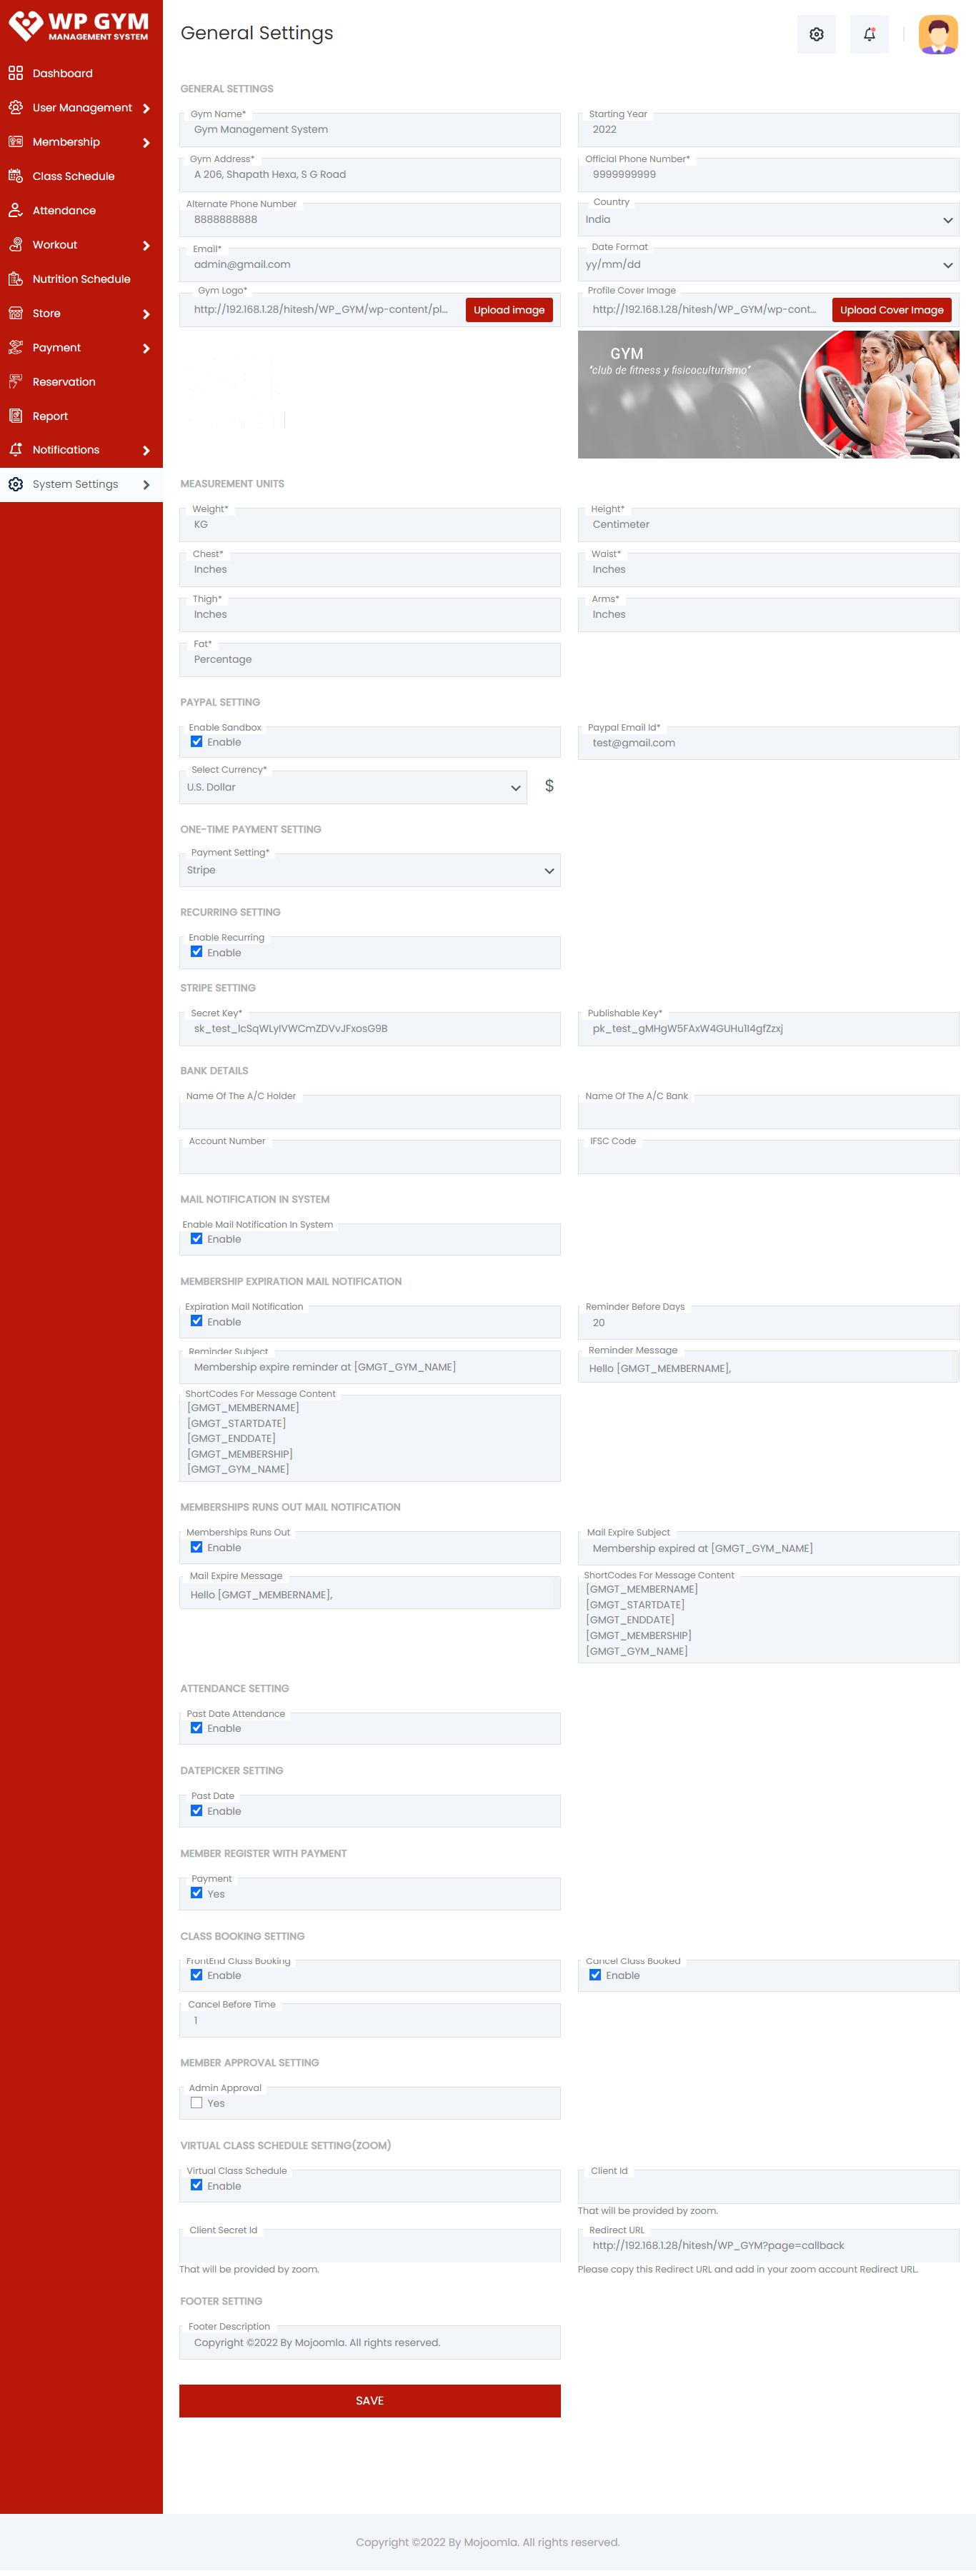 WP GYM
MANAGEMENT SYSTEM
Dashboard
User Management
Membership
Class Schedule
Attendance
Workout
Nutrition Schedule
Store
Payment
Reservation
Report
Notifications
System Settings
General Settings
GENERAL SETTINGS
Gym Name*
Gym Management System
Starting Year
2022
Gym Address*
A 206, Shapath Hexa, S G Road
Official Phone Number*
9999999999
Alternate Phone Number
8888888888
Country
India
Email*
admin@gmail.com
Date Format
yy/mm/dd
Gym Logo*
http://192.168.1.28/hitesh/WP_GYM/wp-content/pl...
Upload image
Profile Cover Image
http://192.168.1.28/hitesh/WP_GYM/wp-cont...
Upload Cover Image
GYM
"club de fitness y fisicoculturismo"
MEASUREMENT UNITS
Weight*
KG
Height*
Centimeter
Chest*
Inches
Waist*
Inches
Thigh*
Inches
Arms*
Inches
Fat*
Percentage
PAYPAL SETTING
Enable Sandbox
Enable
Paypal Email Id*
test@gmail.com
Select Currency*
U.S. Dollar
$
ONE-TIME PAYMENT SETTING
Payment Setting*
Stripe
RECURRING SETTING
Enable Recurring
Enable
STRIPE SETTING
Secret Key*
sk_test_lcSqWLyIVWCmZDVvJFxosG9B
Publishable Key*
pk_test_gMHgW5FAxW4GUHu1I4gfZzxj
BANK DETAILS
Name Of The A/C Holder
Name Of The A/C Bank
Account Number
IFSC Code
MAIL NOTIFICATION IN SYSTEM
Enable Mail Notification In System
Enable
MEMBERSHIP EXPIRATION MAIL NOTIFICATION
Expiration Mail Notification
Enable
Reminder Before Days
20
Reminder Subject
Membership expire reminder at [GMGT_GYM_NAME]
Reminder Message
Hello [GMGT_MEMBERNAME],
ShortCodes For Message Content
[GMGT_MEMBERNAME]
[GMGT_STARTDATE]
[GMGT_ENDDATE]
[GMGT_MEMBERSHIP]
[GMGT_GYM_NAME]
MEMBERSHIPS RUNS OUT MAIL NOTIFICATION
Memberships Runs Out
Enable
Mail Expire Subject
Membership expired at [GMGT_GYM_NAME]
Mail Expire Message
Hello [GMGT_MEMBERNAME],
ShortCodes For Message Content
[GMGT_MEMBERNAME]
[GMGT_STARTDATE]
[GMGT_ENDDATE]
[GMGT_MEMBERSHIP]
[GMGT_GYM_NAME]
ATTENDANCE SETTING
Past Date Attendance
Enable
DATEPICKER SETTING
Past Date
Enable
MEMBER REGISTER WITH PAYMENT
Payment
Yes
CLASS BOOKING SETTING
FrontEnd Class Booking
Enable
Cancel Class Booked
Enable
Cancel Before Time
1
MEMBER APPROVAL SETTING
Admin Approval
Yes
VIRTUAL CLASS SCHEDULE SETTING(ZOOM)
Virtual Class Schedule
Enable
Client Id
That will be provided by zoom.
Client Secret Id
That will be provided by zoom.
Redirect URL
http://192.168.1.28/hitesh/WP_GYM?page=callback
Please copy this Redirect URL and add in your zoom account Redirect URL.
FOOTER SETTING
Footer Description
Copyright ©2022 By Mojoomla. All rights reserved.
SAVE
Copyright ©2022 By Mojoomla. All rights reserved.